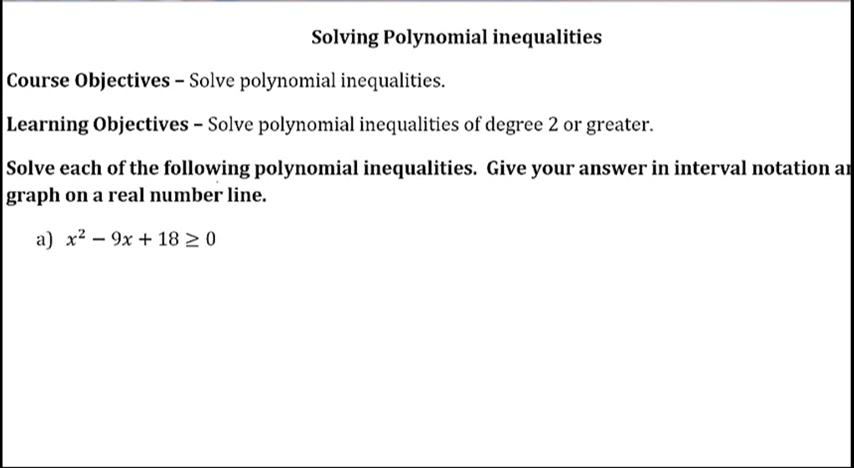 Solving Polynomial inequalities
Course Objectives – Solve polynomial inequalities.
Learning Objectives – Solve polynomial inequalities of degree 2 or greater.
Solve each of the following polynomial inequalities. Give your answer in interval notation
graph on a real number line.
a) x² − 9x + 18 ≥ 0